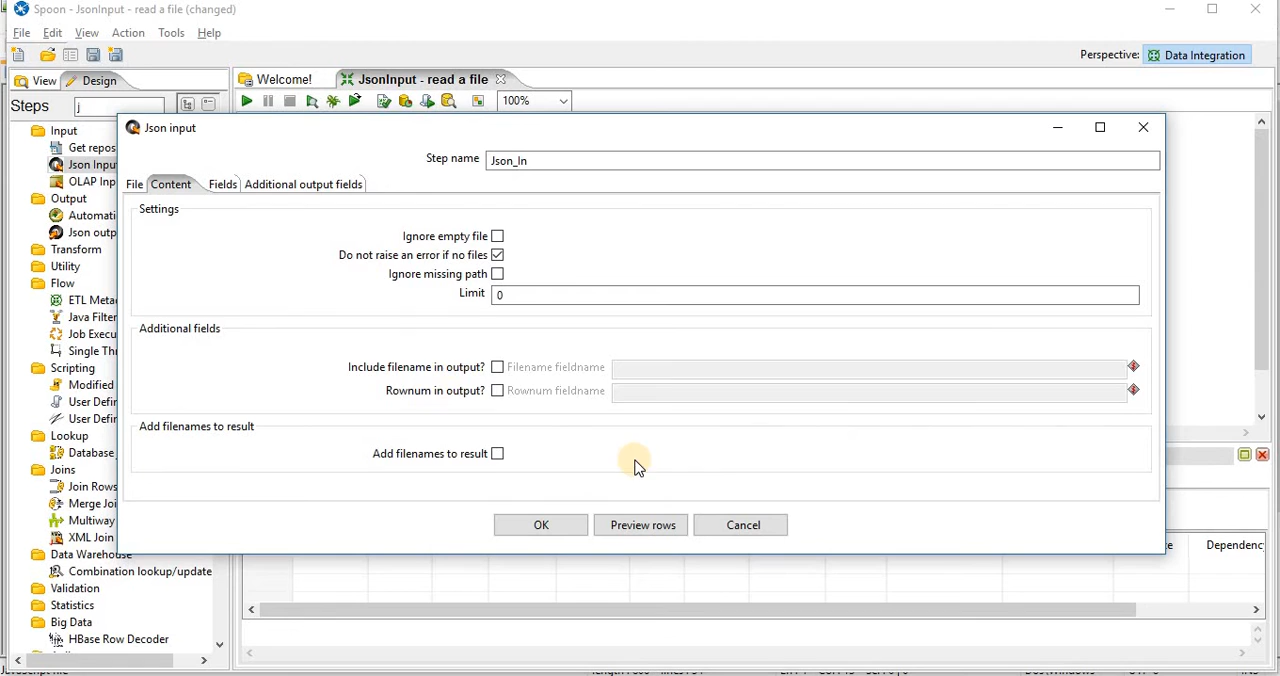 Spoon - JsonInput - read a file (changed)
File Edit View Action Tools Help
Perspective: Data Integration
View Design
Welcome! JsonInput - read a file
Steps j
100%
Input
Get repos
Json Input
OLAP Inp
Output
Automati
Json outp
Transform
Utility
Flow
ETL Meta
Java Filter
Job Execu
Single Thr
Scripting
Modified
User Defin
User Defin
Lookup
Database
Joins
Join Rows
Merge Joi
Multiway
XML Join
Data Warehouse
Combination lookup/update
Validation
Statistics
Big Data
HBase Row Decoder
Json input
Step name Json_In
File Content Fields Additional output fields
Settings
Ignore empty file
Do not raise an error if no files
Ignore missing path
Limit 0
Additional fields
Include filename in output? Filename fieldname
Rownum in output? Rownum fieldname
Add filenames to result
Add filenames to result
OK Preview rows Cancel
Dependenc